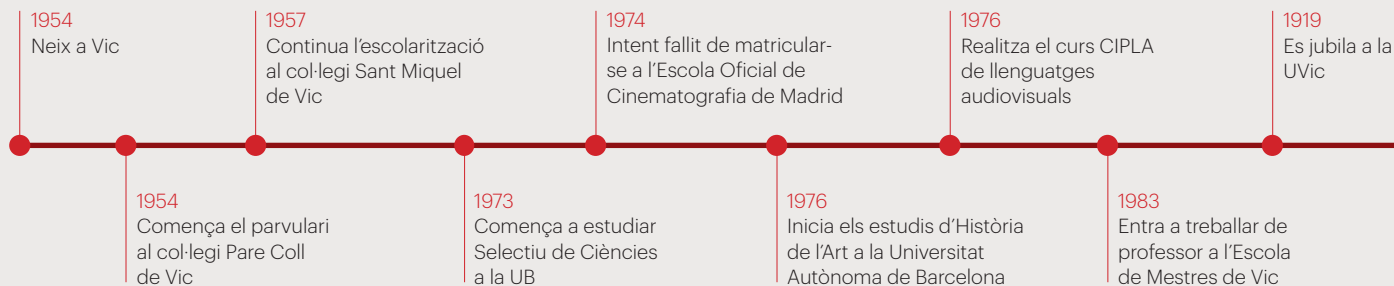 1954
Neix a Vic
1954
Comença el parvulari
al col·legi Pare Coll
de Vic
1957
Continua l’escolarització
al col·legi Sant Miquel
de Vic
1973
Comença a estudiar
Selectiu de Ciències
a la UB
1974
Intent fallit de matricular-
se a l’Escola Oficial de
Cinematografia de Madrid
1976
Inicia els estudis d’Història
de l’Art a la Universitat
Autònoma de Barcelona
1976
Realitza el curs CIPLA
de llenguatges
audiovisuals
1983
Entra a treballar de
professor a l’Escola
de Mestres de Vic
1919
Es jubila a la
UVic